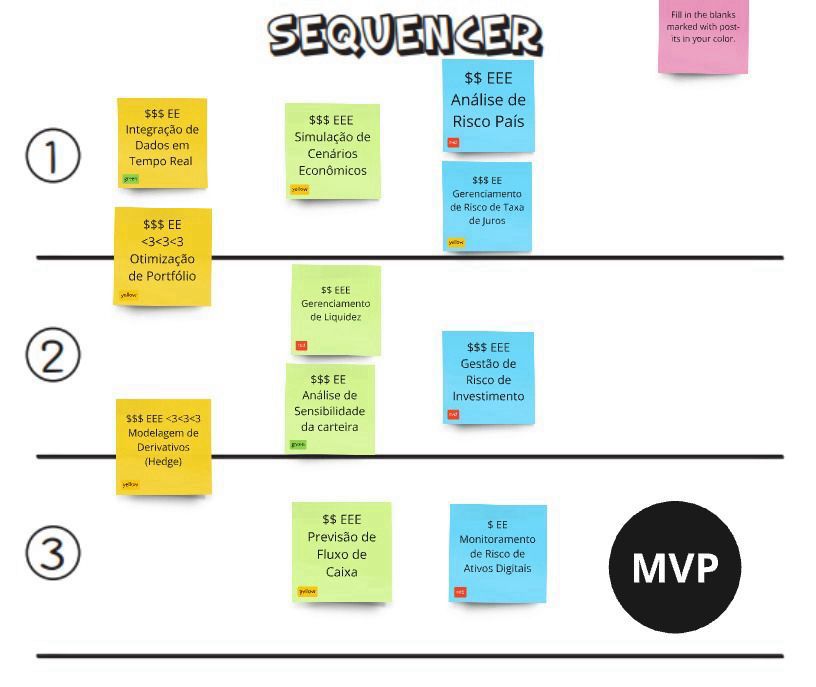 SEQUENCER
Fill in the blanks
marked with post-
its in your color.
1
$$$ EE
Integração de
Dados em
Tempo Real
green
$$$ EEE
Simulação de
Cenários
Econômicos
yellow
$$ EEE
Análise de
Risco País
red
$$$ EE
Gerenciamento
de Risco de Taxa
de Juros
yellow
$$$ EE
<3<3<3
Otimização
de Portfólio
yellow
2
$$ EEE
Gerenciamento
de Liquidez
red
$$$ EE
Análise de
Sensibilidade
da carteira
green
$$$ EEE
Gestão de
Risco de
Investimento
red
$$$ EEE <3<3<3
Modelagem de
Derivativos
(Hedge)
yellow
3
$$ EEE
Previsão de
Fluxo de
Caixa
yellow
$ EE
Monitoramento
de Risco de
Ativos Digitais
red
MVP